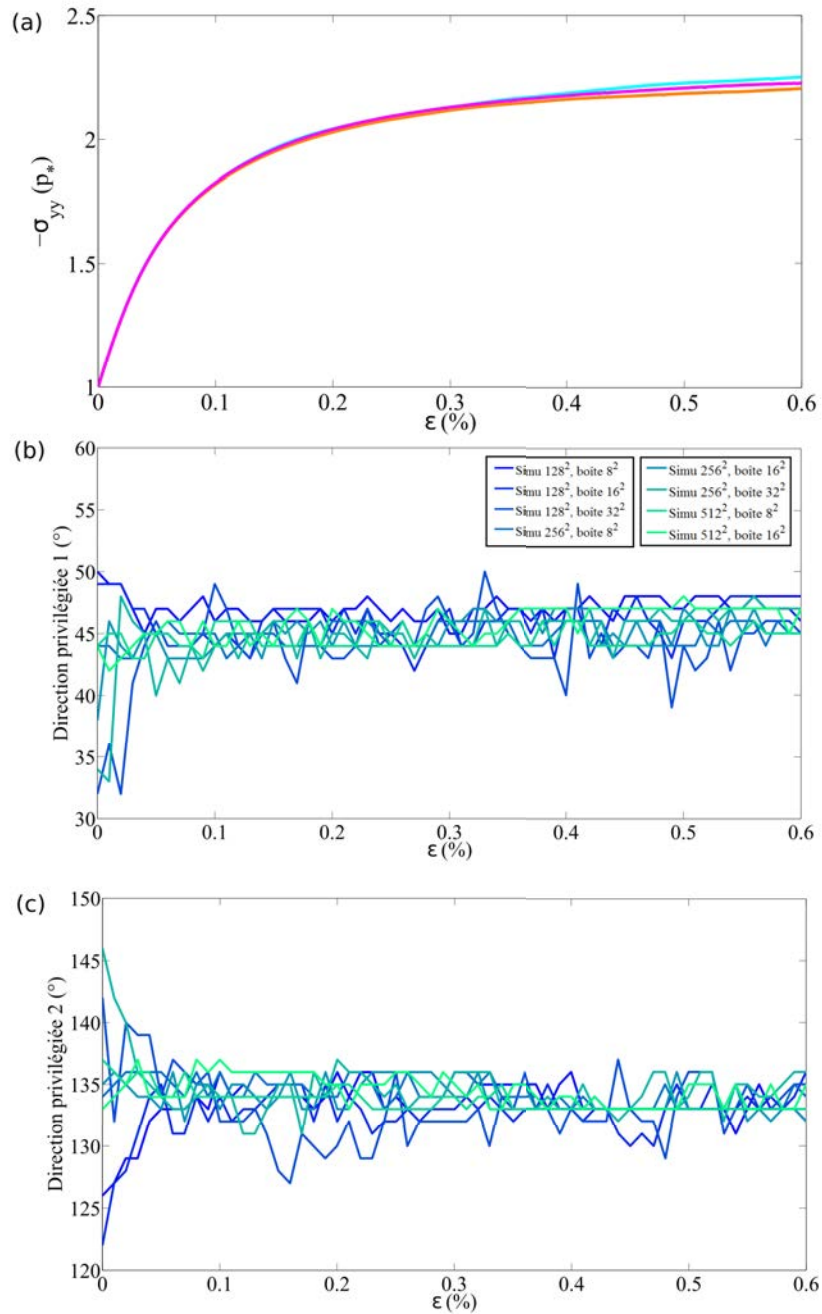 (a)
2.5
2
1.5
1
−σyy (p*)
0 0.1 0.2 0.3 0.4 0.5 0.6
ε (%)
(b)
60
55
50
45
40
35
30
Direction privilégiée 1 (°)
Simu 128², boite 8²
Simu 128², boite 16²
Simu 128², boite 32²
Simu 256², boite 8²
Simu 256², boite 16²
Simu 256², boite 32²
Simu 512², boite 8²
Simu 512², boite 16²
0 0.1 0.2 0.3 0.4 0.5 0.6
ε (%)
(c)
150
145
140
135
130
125
120
Direction privilégiée 2 (°)
0 0.1 0.2 0.3 0.4 0.5 0.6
ε (%)